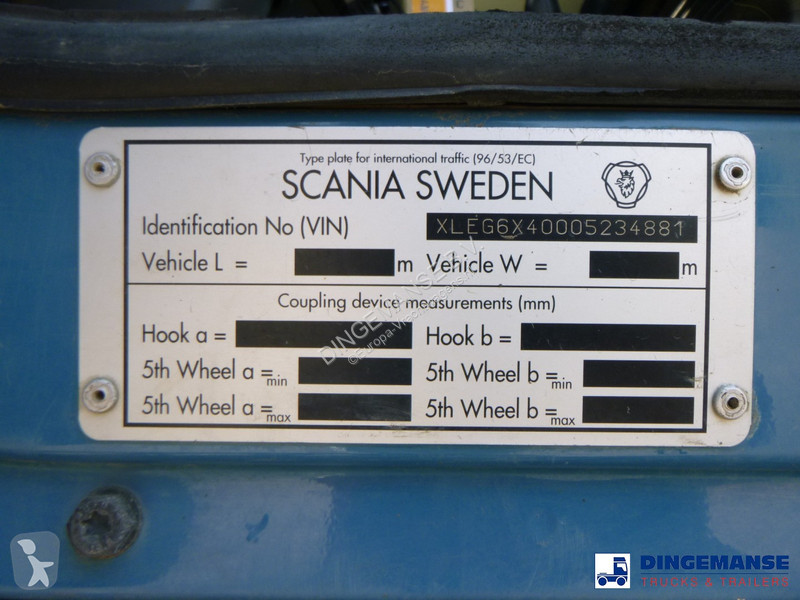 Type plate for international traffic (96/53/EC)
SCANIA SWEDEN
Identification No (VIN) XLEG6X40005234881
Vehicle L = m Vehicle W = m
Coupling device measurements (mm)
Hook a = Hook b =
5th Wheel a = min 5th Wheel b = min
5th Wheel a = max 5th Wheel b = max
DINGEMANSE B.V.
DINGEMANSE
TRUCKS & TRAILERS